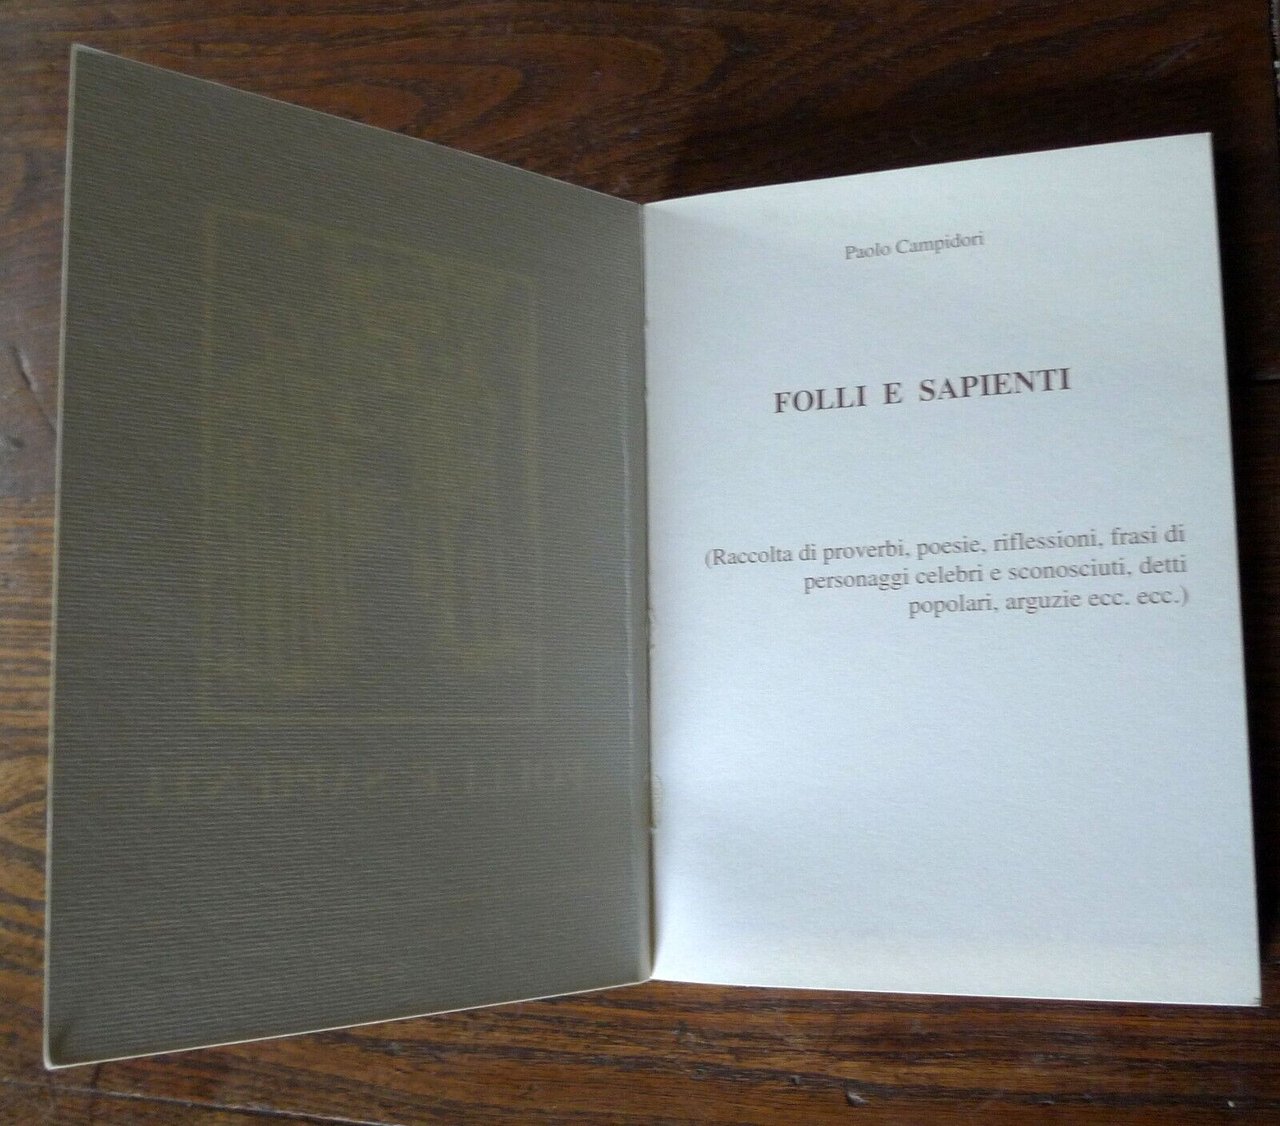 Paolo Campidori
FOLLI E SAPIENTI
(Raccolta di proverbi, poesie, riflessioni, frasi di
personaggi celebri e sconosciuti, detti
popolari, arguzie ecc. ecc.)